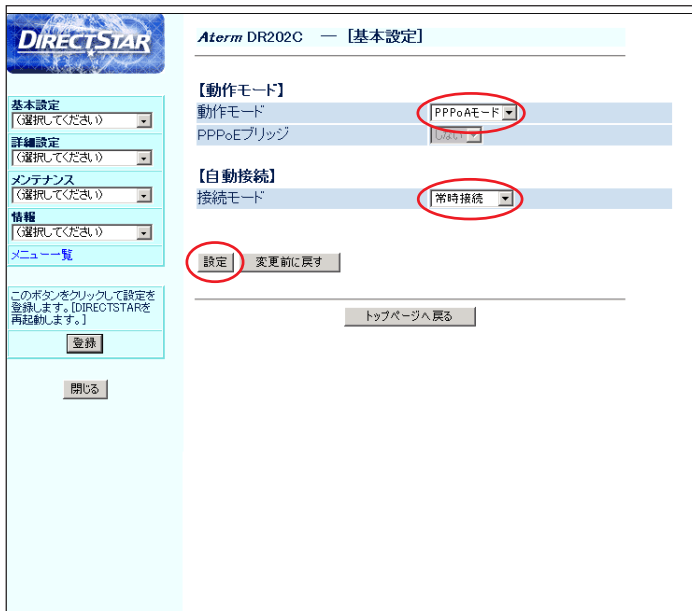 DIRECTSTAR
基本設定
(選択してください)
詳細設定
(選択してください)
メンテナンス
(選択してください)
情報
(選択してください)
メニュー一覧
このボタンをクリックして設定を
登録します。[DIRECTSTARを
再起動します。]
登録
閉じる
Aterm DR202C ― [基本設定]
【動作モード】
動作モード PPPoAモード
PPPoEブリッジ しない
【自動接続】
接続モード 常時接続
設定 変更前に戻す
トップページへ戻る